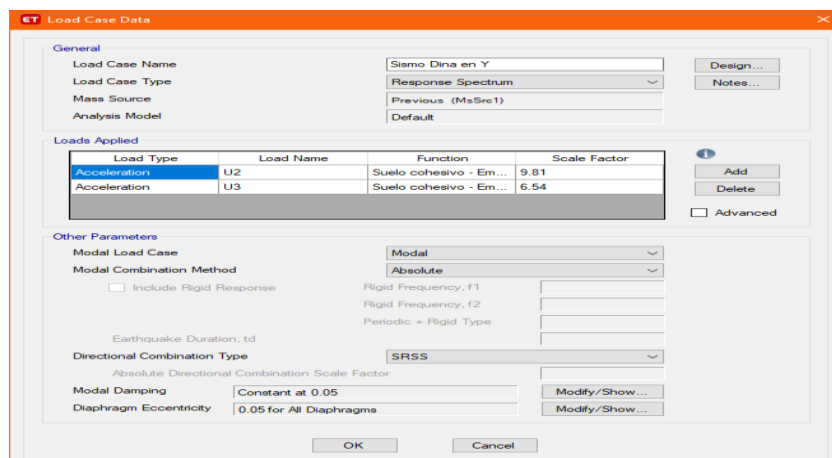 ET Load Case Data
General
Load Case Name Sismo Dina en Y Design...
Load Case Type Response Spectrum Notes...
Mass Source Previous (MsSrc1)
Analysis Model Default
Loads Applied
Load Type Load Name Function Scale Factor
Acceleration U2 Suelo cohesivo - Em... 9.81 Add
Acceleration U3 Suelo cohesivo - Em... 6.54 Delete
Advanced
Other Parameters
Modal Load Case Modal
Modal Combination Method Absolute
Include Rigid Response Rigid Frequency, f1
Rigid Frequency, f2
Periodic + Rigid Type
Earthquake Duration, td
Directional Combination Type SRSS
Absolute Directional Combination Scale Factor
Modal Damping Constant at 0.05 Modify/Show...
Diaphragm Eccentricity 0.05 for All Diaphragms Modify/Show...
OK Cancel